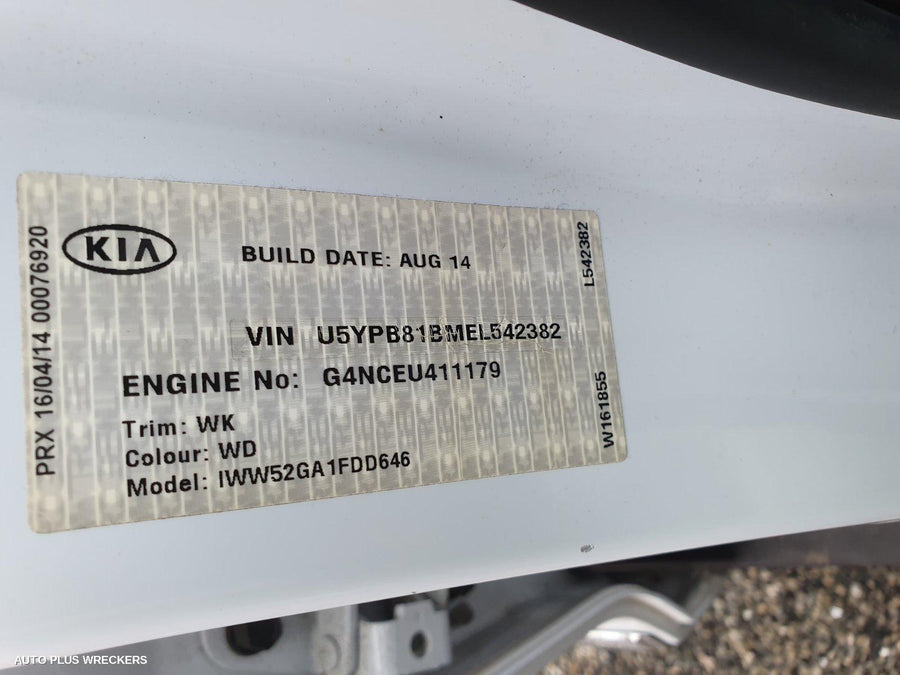 PRX 16/04/14 00076920
KIA
BUILD DATE: AUG 14
L542382
VIN U5YPB81BMEL542382
ENGINE No: G4NCEU411179
Trim: WK
Colour: WD
Model: IWW52GA1FDD646
W161855
AUTO PLUS WRECKERS